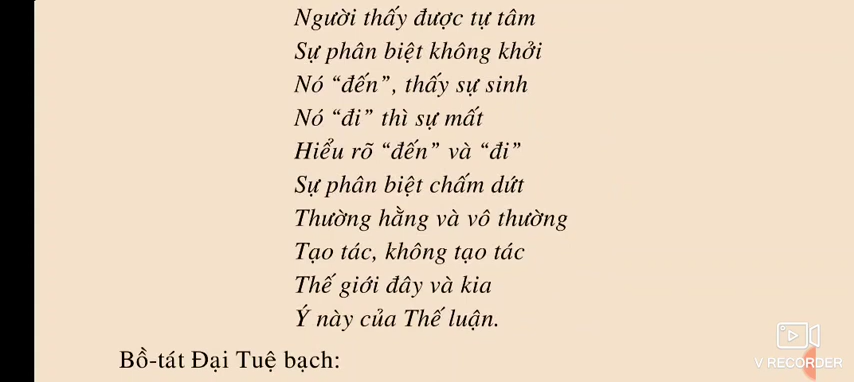 Người thấy được tự tâm
Sự phân biệt không khởi
Nó “đến”, thấy sự sinh
Nó “đi” thì sự mất
Hiểu rõ “đến” và “đi”
Sự phân biệt chấm dứt
Thường hằng và vô thường
Tạo tác, không tạo tác
Thế giới đây và kia
Ý này của Thế luận.
Bồ-tát Đại Tuệ bạch:
V RECORDER